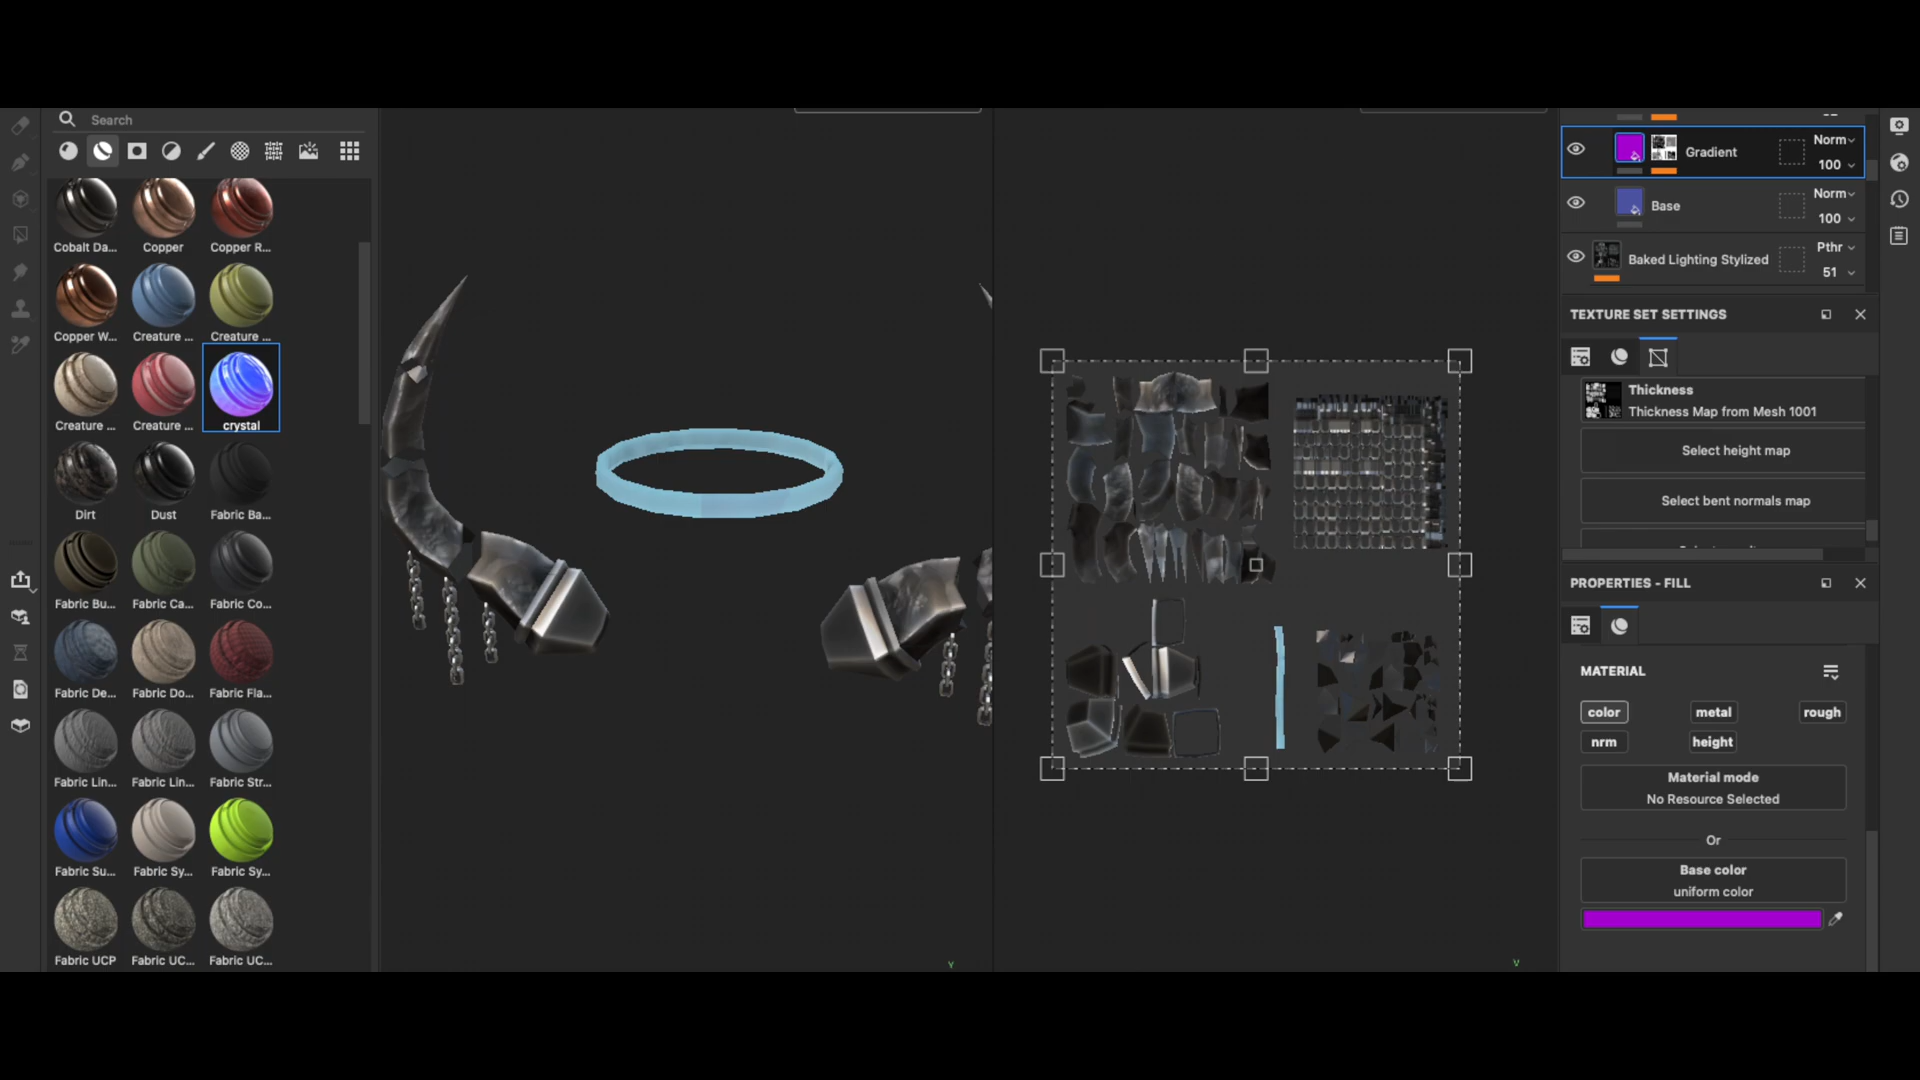 Search
Cobalt Da...
Copper
Copper R...
Copper W...
Creature ...
Creature ...
Creature ...
Creature ...
crystal
Dirt
Dust
Fabric Ba...
Fabric Bu...
Fabric Ca...
Fabric Co...
Fabric De...
Fabric Do...
Fabric Fla...
Fabric Lin...
Fabric Lin...
Fabric Str...
Fabric Su...
Fabric Sy...
Fabric Sy...
Fabric UCP
Fabric UC...
Fabric UC...
Y
Norm
Gradient
100
Norm
Base
100
Pthr
Baked Lighting Stylized
51
TEXTURE SET SETTINGS
Thickness
Thickness Map from Mesh 1001
Select height map
Select bent normals map
PROPERTIES - FILL
MATERIAL
color
metal
rough
nrm
height
Material mode
No Resource Selected
Or
Base color
uniform color